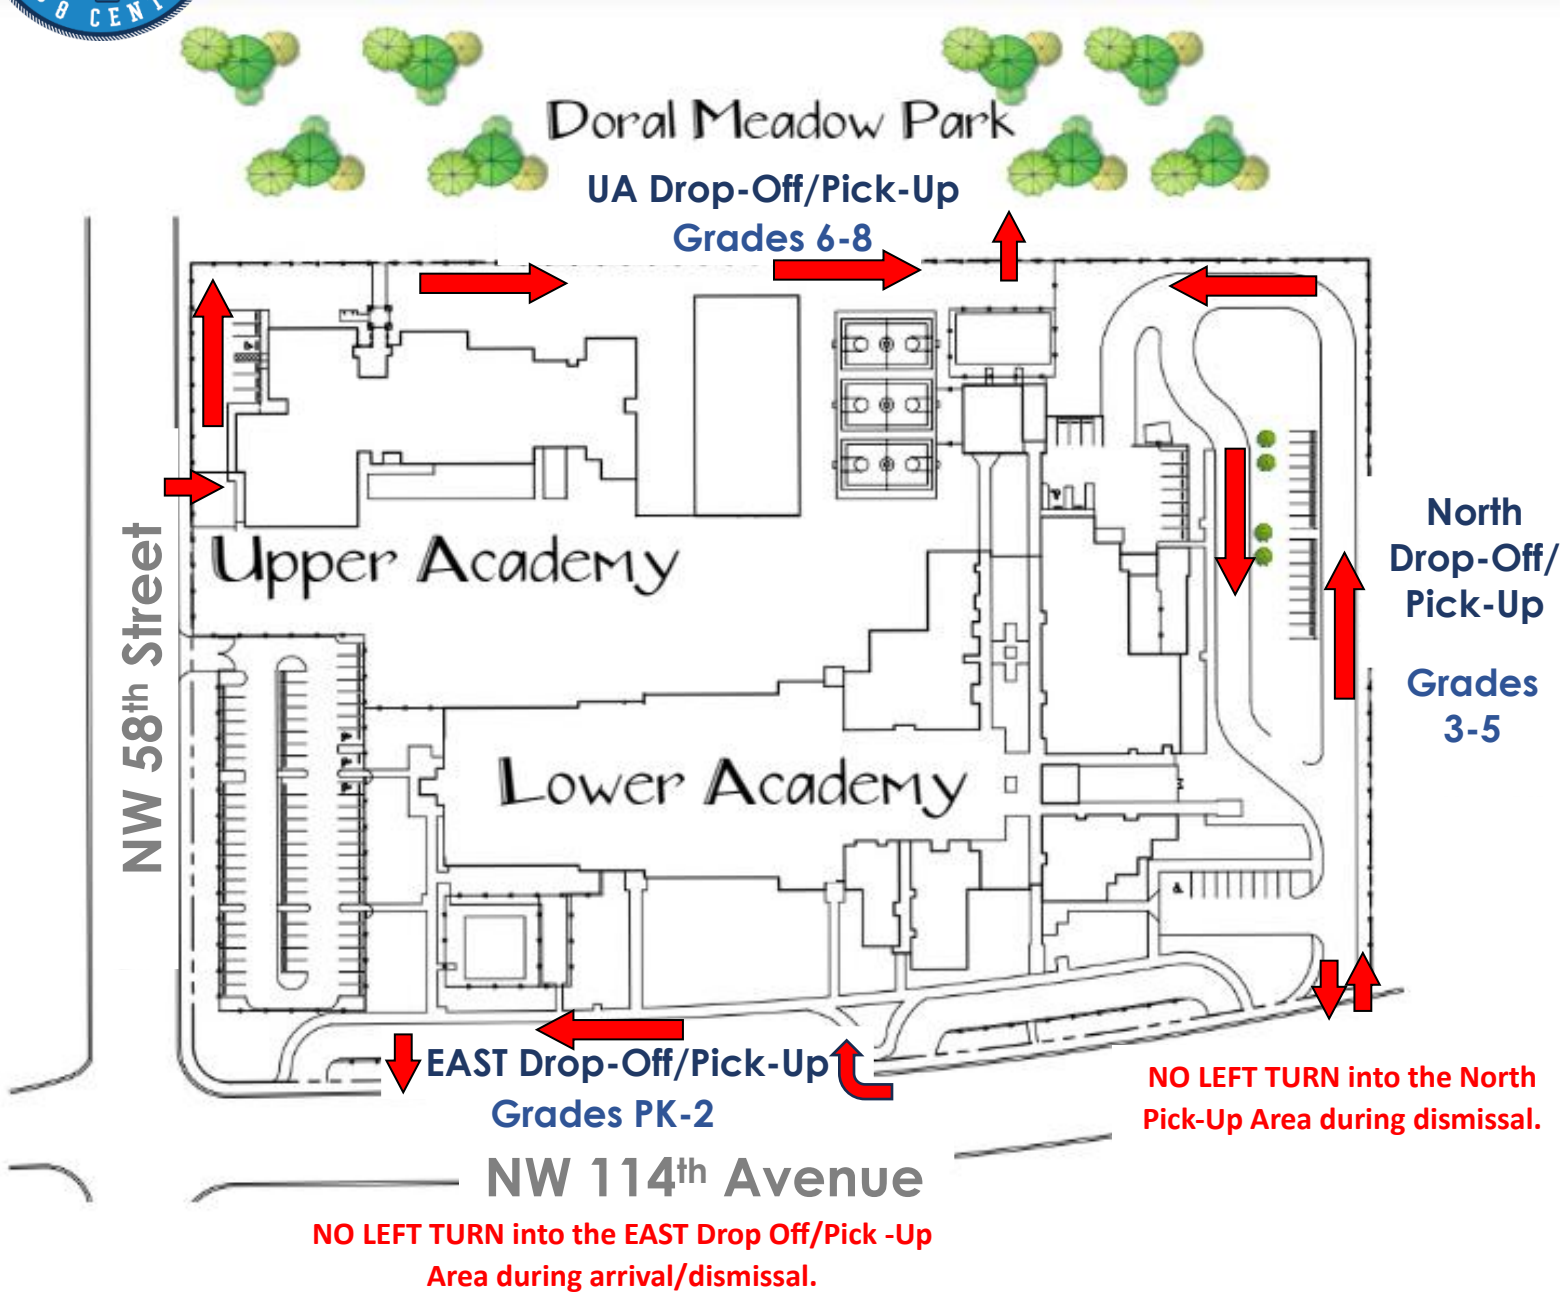 CENT
Doral Meadow Park
UA Drop-Off/Pick-Up
Grades 6-8
Upper Academy
NW 58th Street
North
Drop-Off/
Pick-Up
Grades
3-5
Lower Academy
EAST Drop-Off/Pick-Up
Grades PK-2
NO LEFT TURN into the North
Pick-Up Area during dismissal.
NW 114th Avenue
NO LEFT TURN into the EAST Drop Off/Pick -Up
Area during arrival/dismissal.